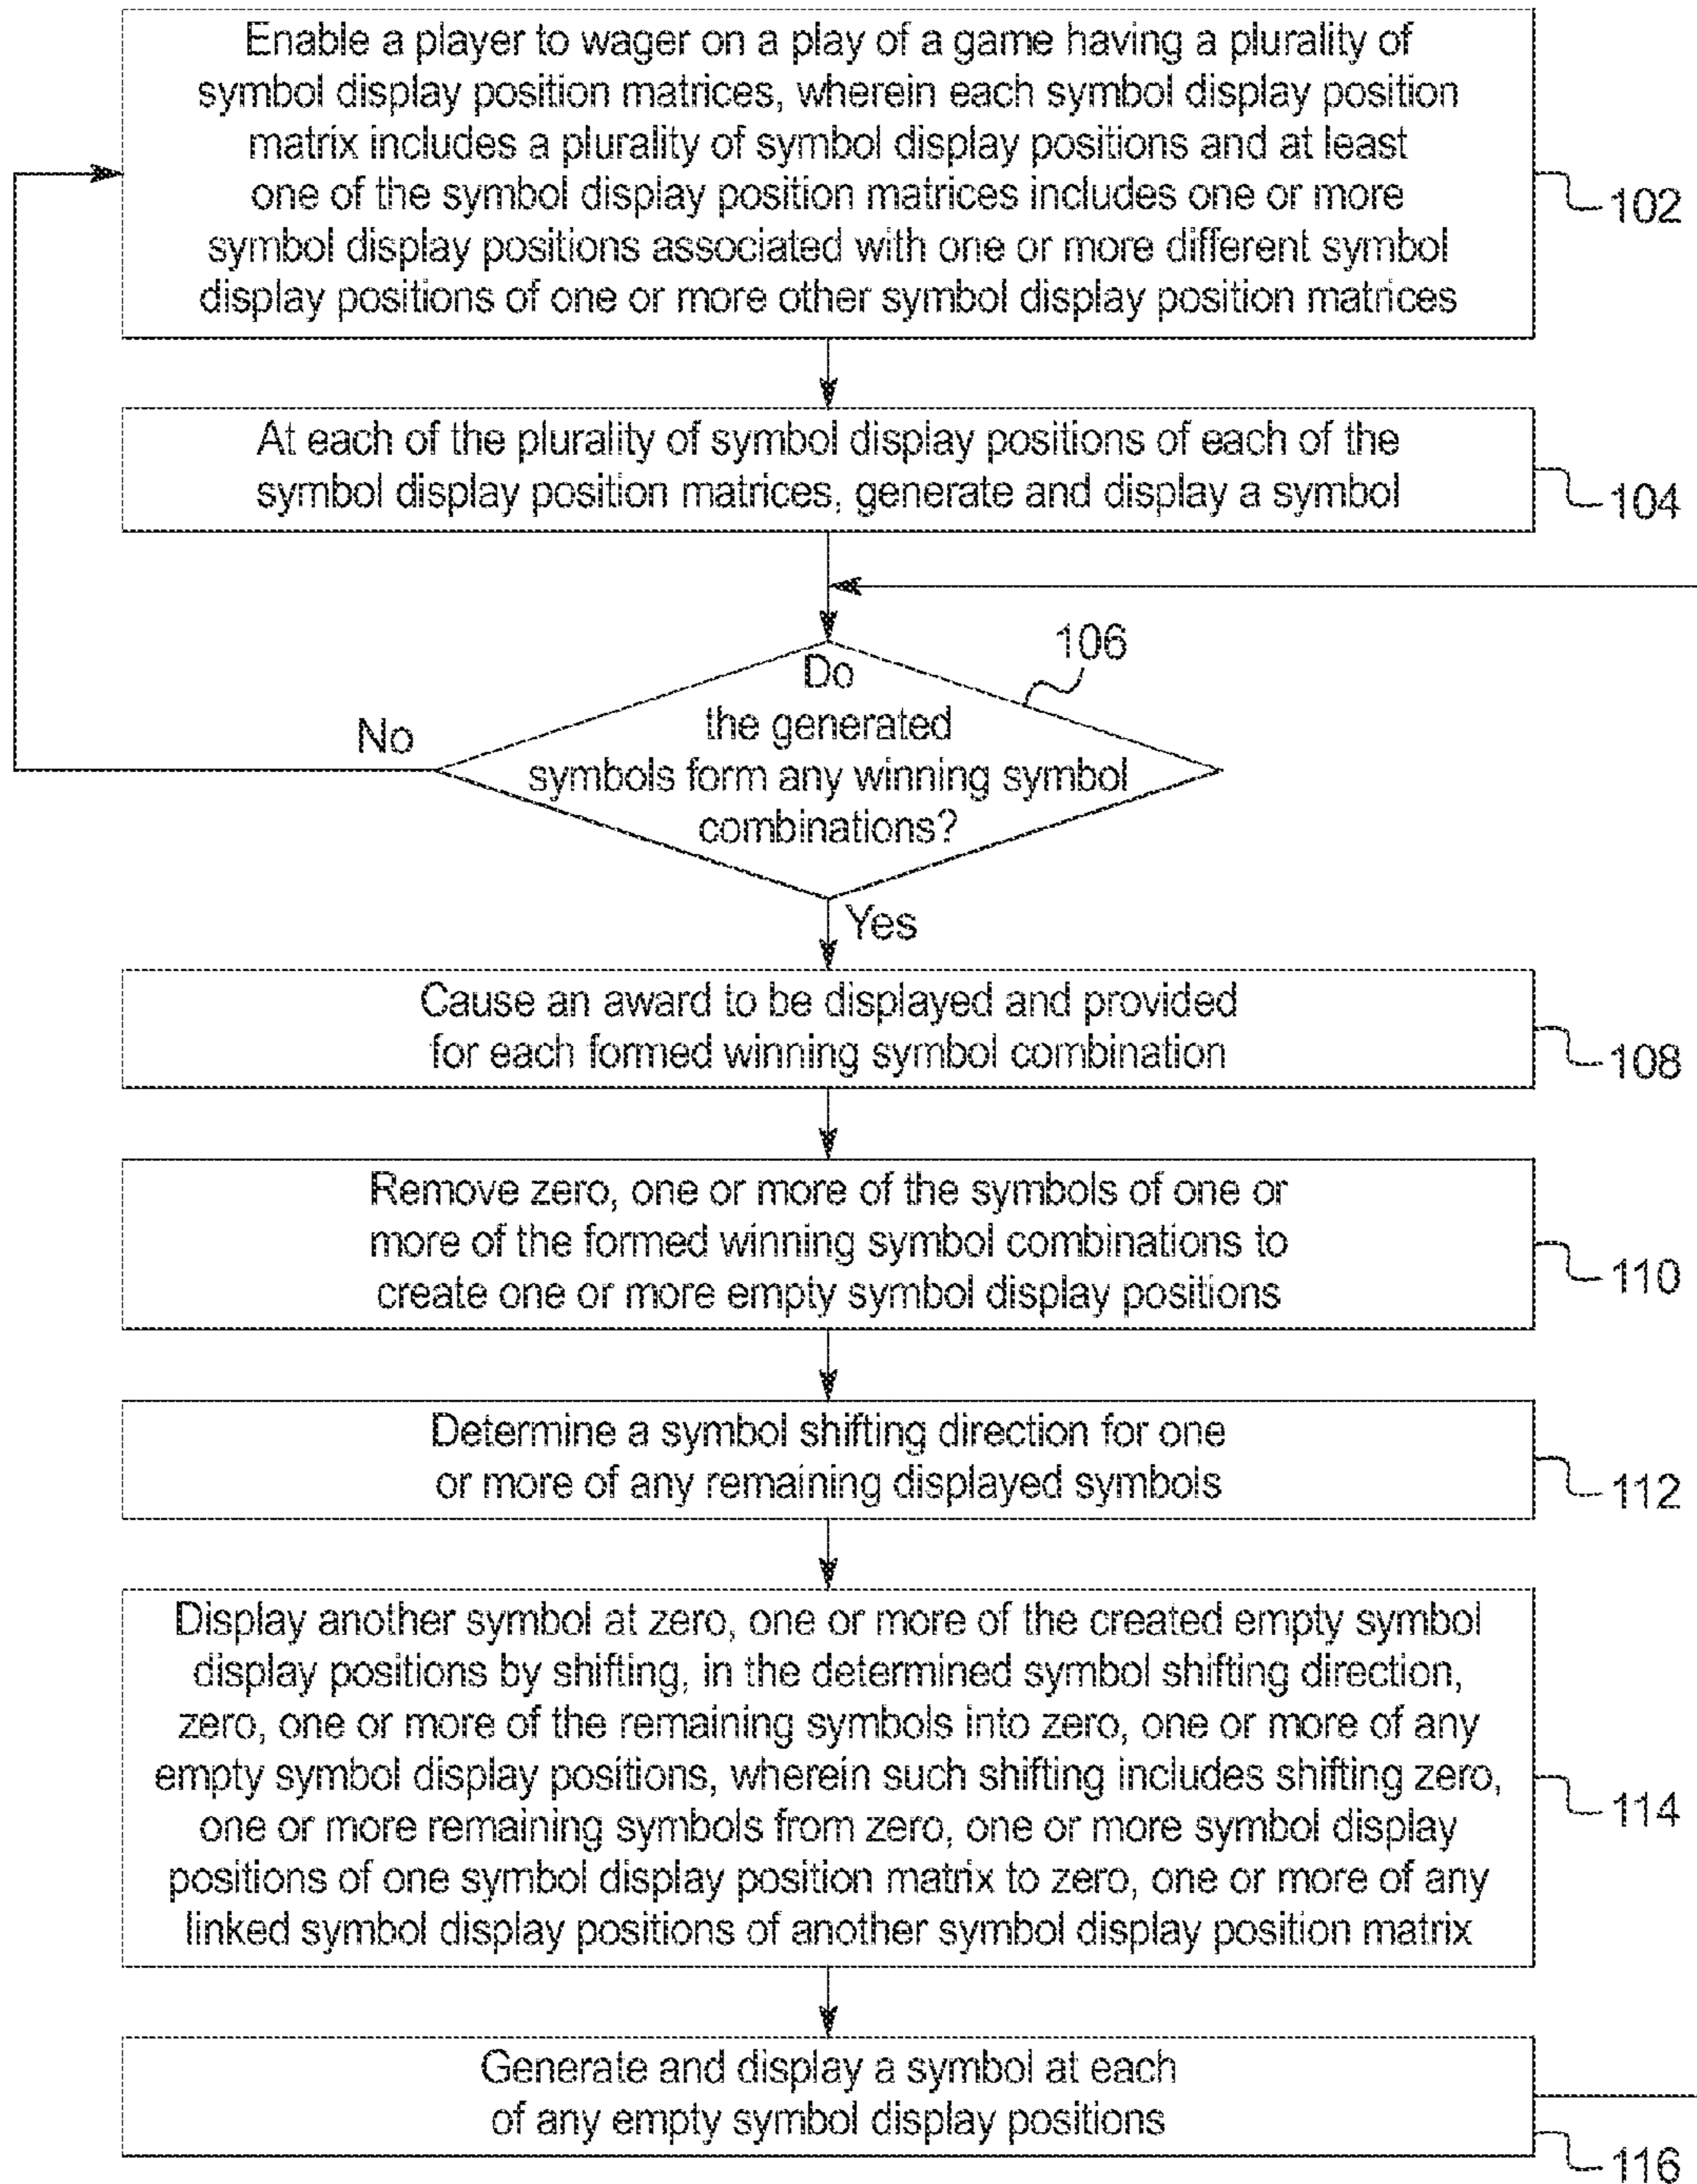 Enable a player to wager on a play of a game having a plurality of
symbol display position matrices, wherein each symbol display position
matrix includes a plurality of symbol display positions and at least
one of the symbol display position matrices includes one or more
symbol display positions associated with one or more different symbol
display positions of one or more other symbol display position matrices
102
At each of the plurality of symbol display positions of each of the
symbol display position matrices, generate and display a symbol
104
106
Do
the generated
symbols form any winning symbol
combinations?
No
Yes
Cause an award to be displayed and provided
for each formed winning symbol combination
108
Remove zero, one or more of the symbols of one or
more of the formed winning symbol combinations to
create one or more empty symbol display positions
110
Determine a symbol shifting direction for one
or more of any remaining displayed symbols
112
Display another symbol at zero, one or more of the created empty symbol
display positions by shifting, in the determined symbol shifting direction,
zero, one or more of the remaining symbols into zero, one or more of any
empty symbol display positions, wherein such shifting includes shifting zero,
one or more remaining symbols from zero, one or more symbol display
positions of one symbol display position matrix to zero, one or more of any
linked symbol display positions of another symbol display position matrix
114
Generate and display a symbol at each
of any empty symbol display positions
116